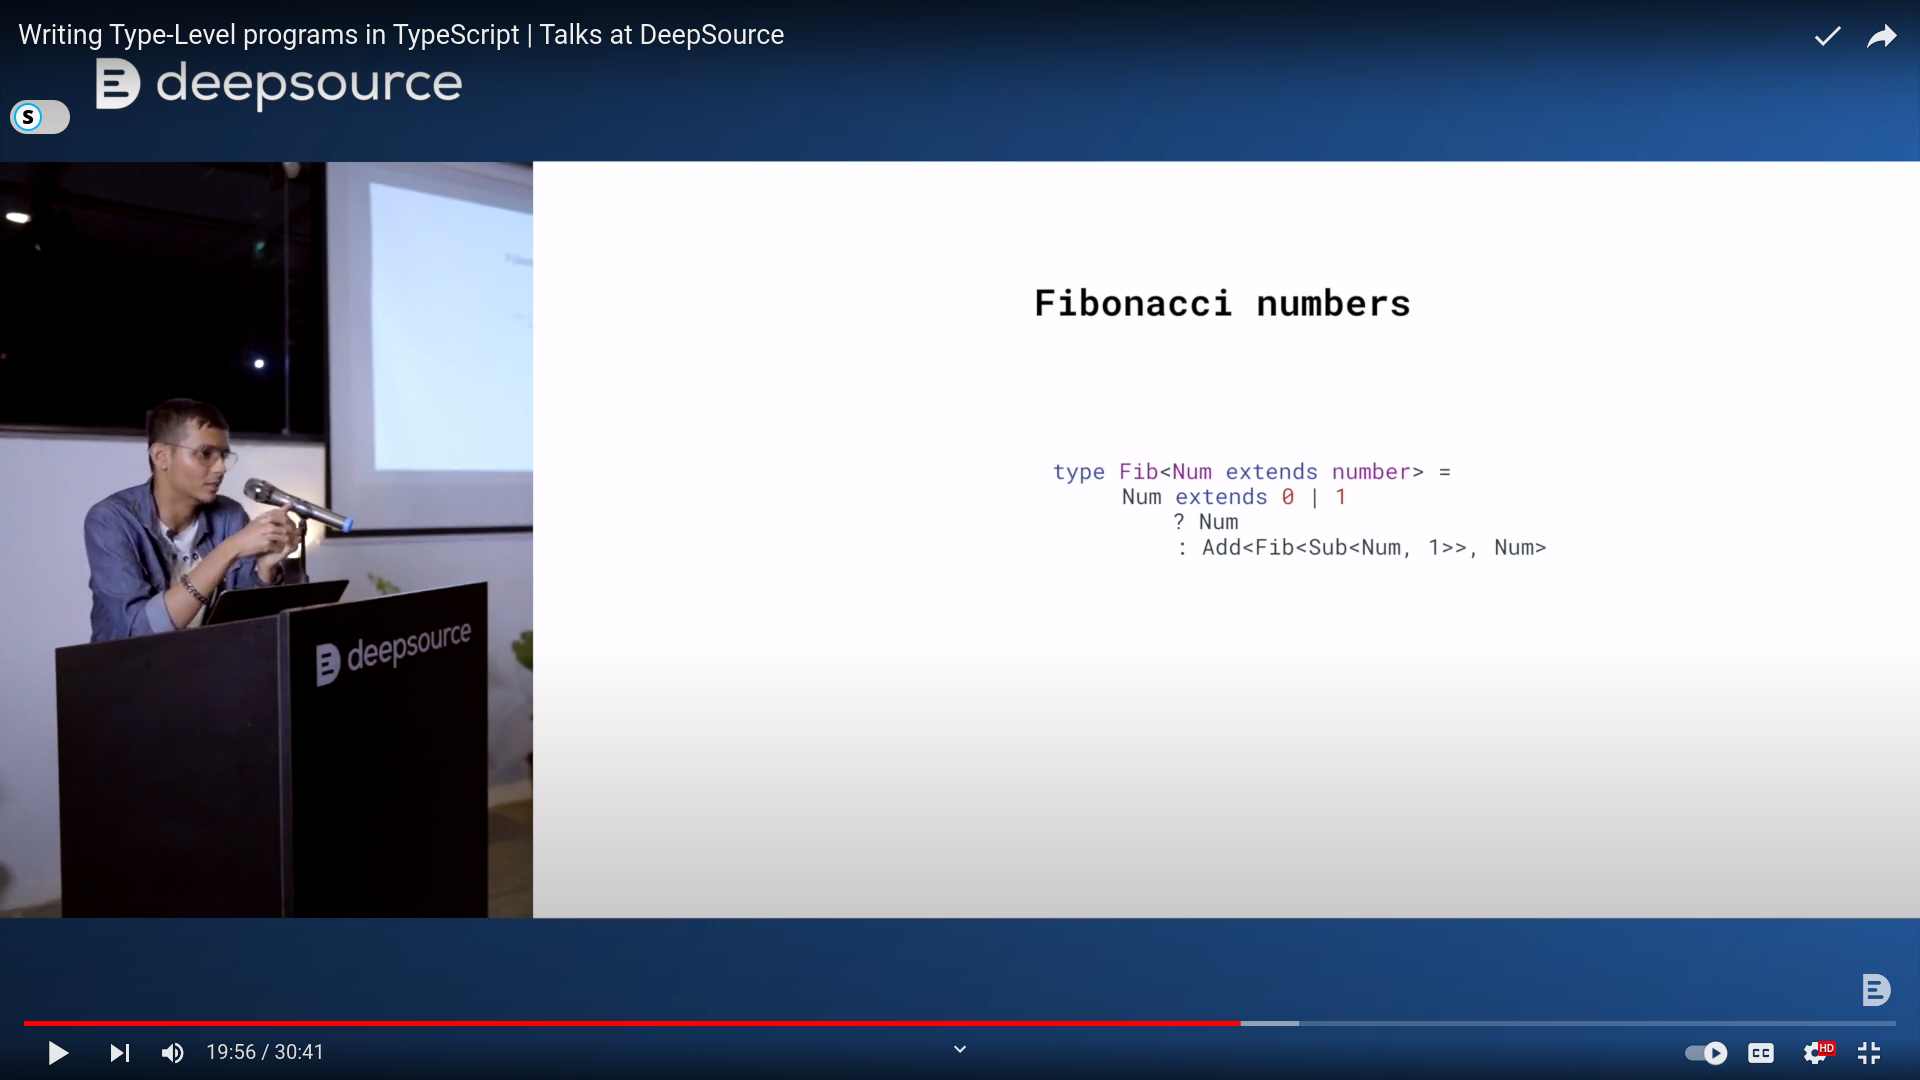 Writing Type-Level programs in TypeScript | Talks at DeepSource
deepsource
S
Fibonacci numbers
type Fib<Num extends number> =
Num extends 0 | 1
? Num
: Add<Fib<Sub<Num, 1>>, Num>
deepsource
19:56 / 30:41
CC
HD